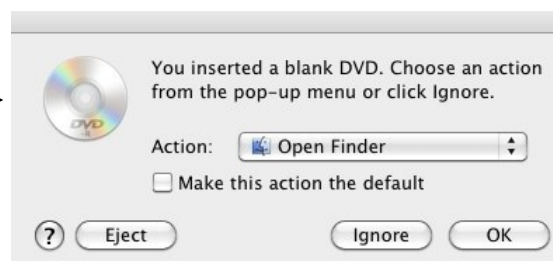 You inserted a blank DVD. Choose an action
from the pop-up menu or click Ignore.
DVD
Action: Open Finder
Make this action the default
? Eject Ignore OK